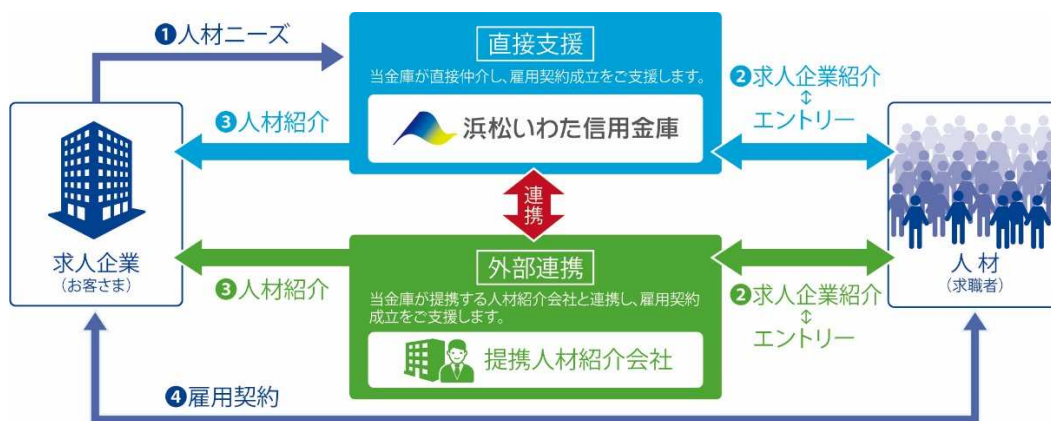 ❶人材ニーズ
直接支援
当金庫が直接仲介し、雇用契約成立をご支援します。
浜松いわた信用金庫
❷求人企業紹介
↕
エントリー
❸人材紹介
連携
求人企業
(お客さま)
人材
(求職者)
外部連携
当金庫が提携する人材紹介会社と連携し、雇用契約
成立をご支援します。
提携人材紹介会社
❸人材紹介
❷求人企業紹介
↕
エントリー
❹雇用契約